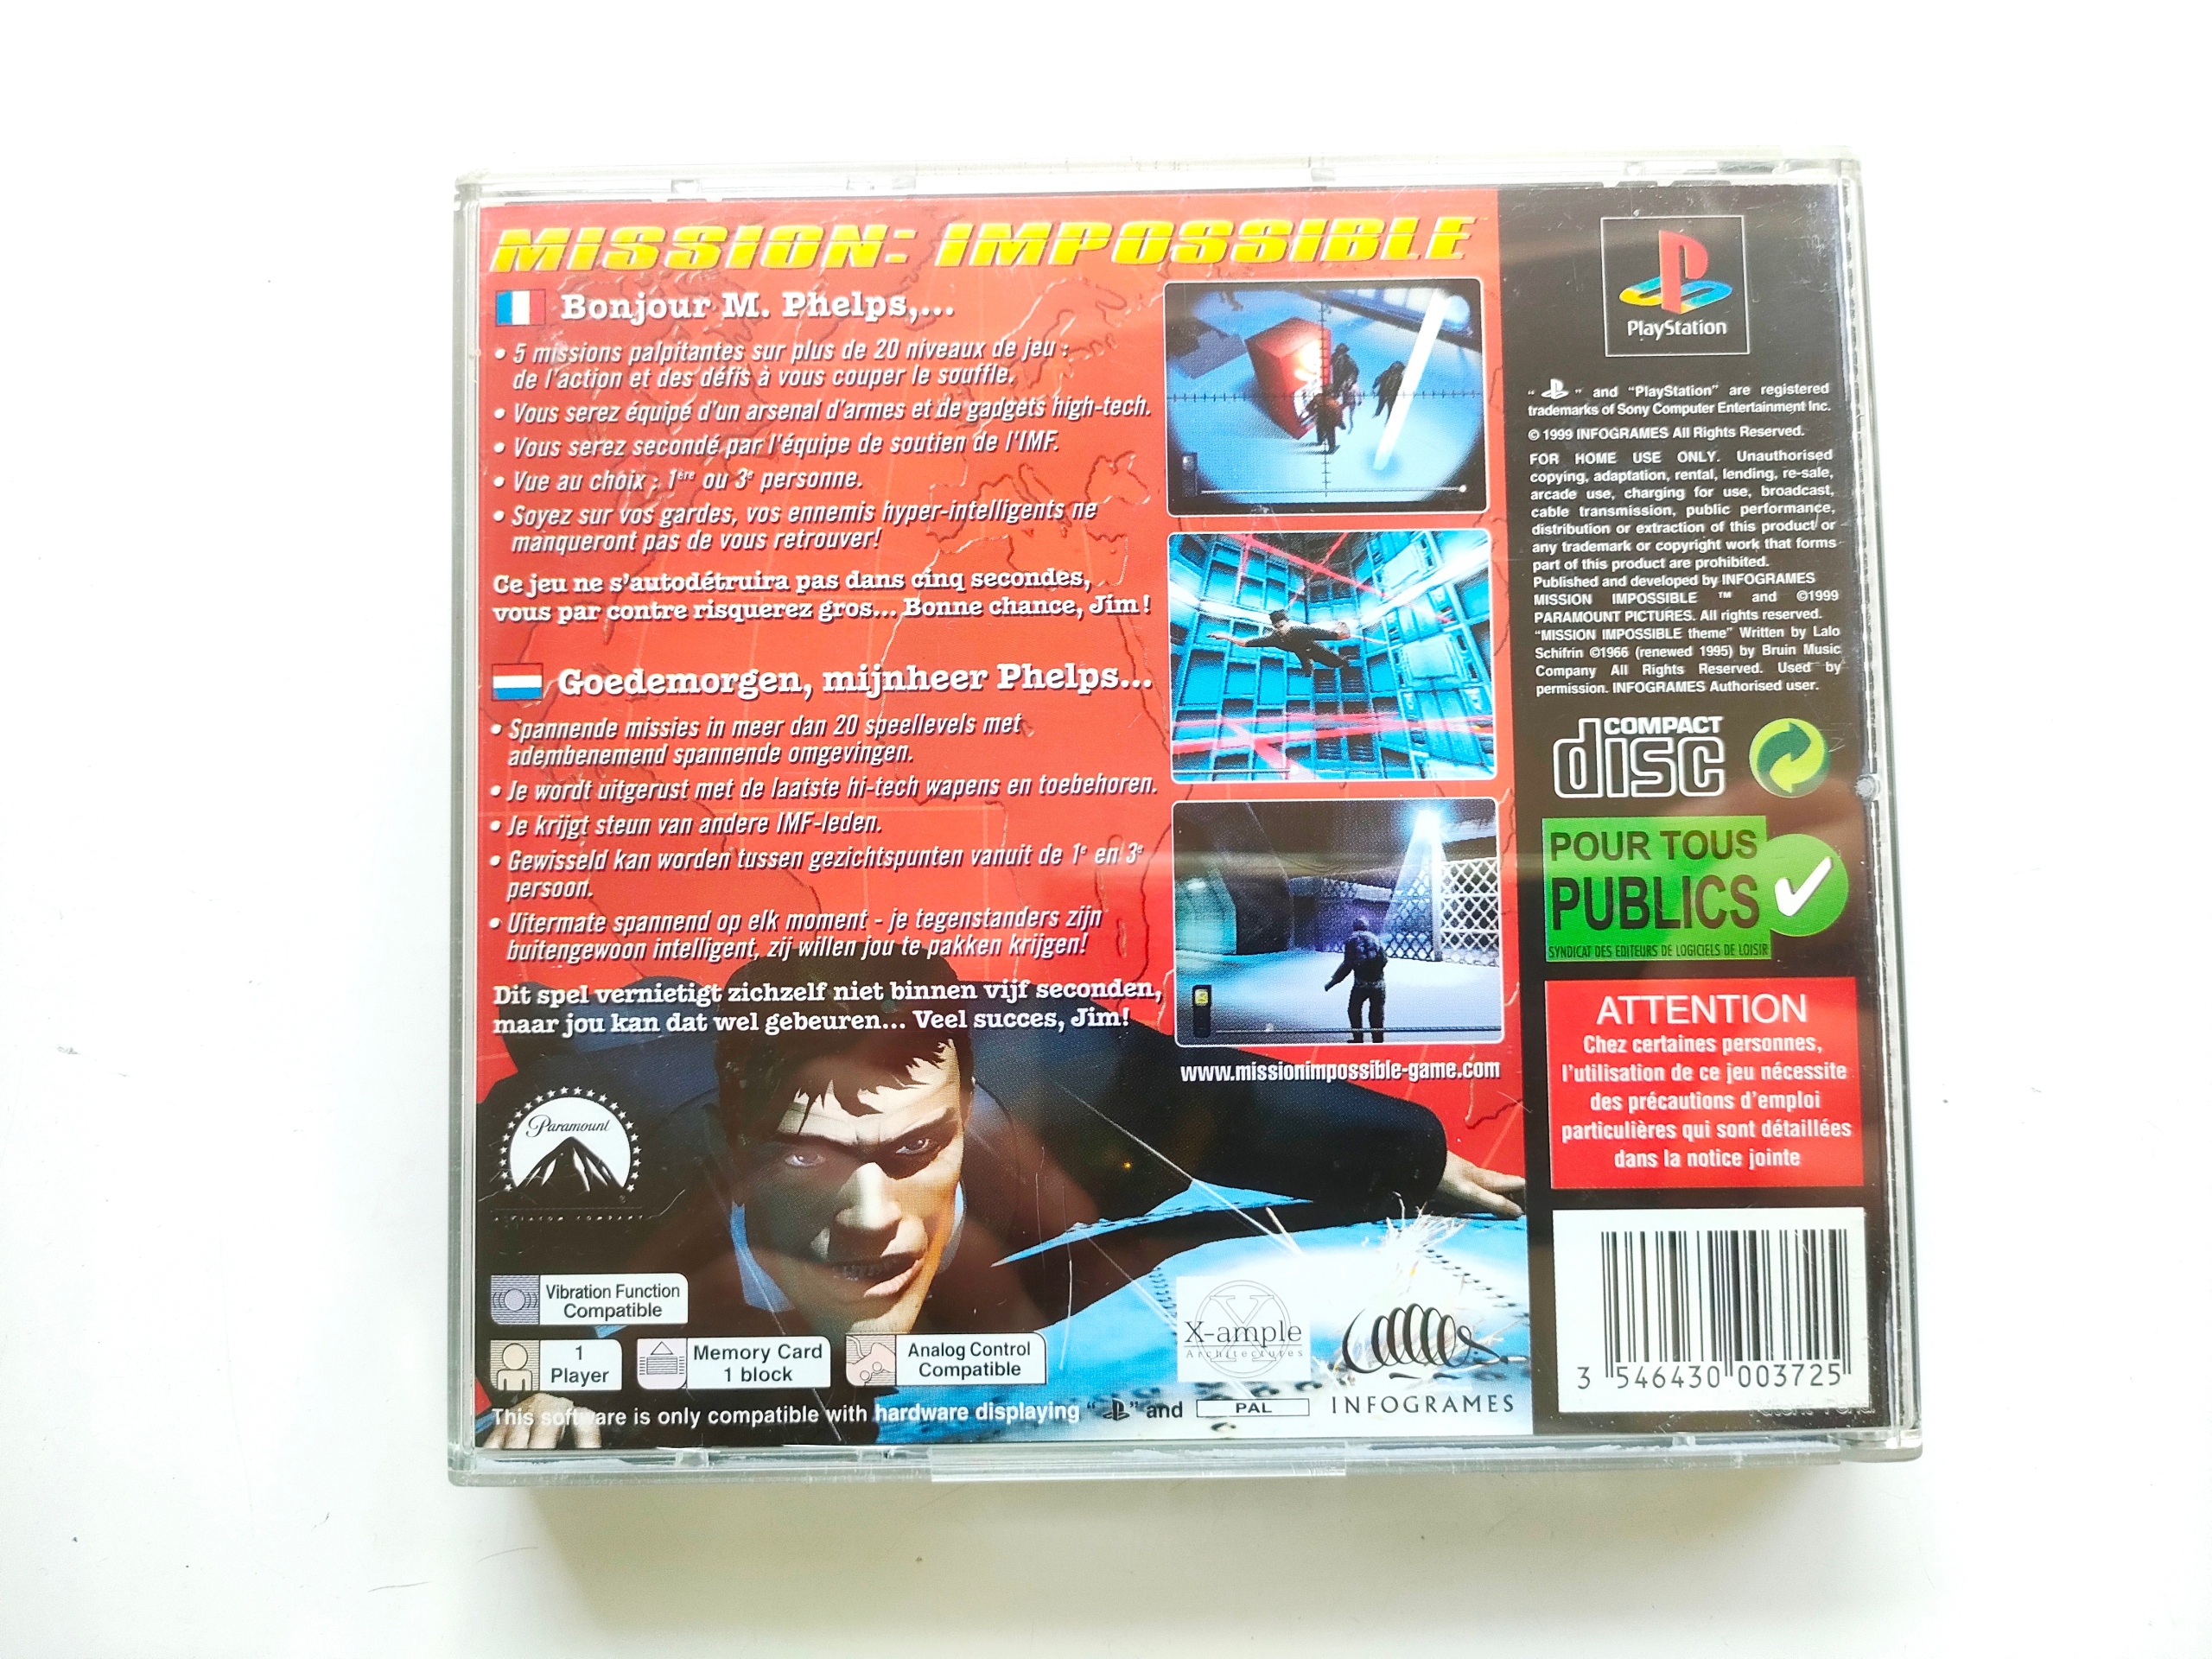 MISSION: IMPOSSIBLE
Bonjour M. Phelps,...
• 5 missions palpitantes sur plus de 20 niveaux de jeu :
de l'action et des défis à vous couper le souffle.
• Vous serez équipé d'un arsenal d'armes et de gadgets high-tech.
• Vous serez secondé par l'équipe de soutien de l'IMF.
• Vue au choix : 1ère ou 3e personne.
• Soyez sur vos gardes, vos ennemis hyper-intelligents ne
manqueront pas de vous retrouver!
Ce jeu ne s'autodétruira pas dans cinq secondes,
vous par contre risquerez gros... Bonne chance, Jim !
Goedemorgen, mijnheer Phelps...
• Spannende missies in meer dan 20 speellevels met
adembenemend spannende omgevingen.
• Je wordt uitgerust met de laatste hi-tech wapens en toebehoren.
• Je krijgt steun van andere IMF-leden.
• Gewisseld kan worden tussen gezichtspunten vanuit de 1e en 3e
persoon.
• Uitermate spannend op elk moment - je tegenstanders zijn
buitengewoon intelligent, zij willen jou te pakken krijgen!
Dit spel vernietigt zichzelf niet binnen vijf seconden,
maar jou kan dat wel gebeuren... Veel succes, Jim!
www.missionimpossible-game.com
Paramount
A VIACOM COMPANY
Vibration Function
Compatible
1
Player
Memory Card
1 block
Analog Control
Compatible
X-ample
Architectures
INFOGRAMES
This software is only compatible with hardware displaying " " and PAL
PlayStation
" " and "PlayStation" are registered
trademarks of Sony Computer Entertainment Inc.
© 1999 INFOGRAMES All Rights Reserved.
FOR HOME USE ONLY. Unauthorised
copying, adaptation, rental, lending, re-sale,
arcade use, charging for use, broadcast,
cable transmission, public performance,
distribution or extraction of this product or
any trademark or copyright work that forms
part of this product are prohibited.
Published and developed by INFOGRAMES
MISSION IMPOSSIBLE ™ and ©1999
PARAMOUNT PICTURES. All rights reserved.
"MISSION IMPOSSIBLE theme" Written by Lalo
Schifrin ©1966 (renewed 1995) by Bruin Music
Company All Rights Reserved. Used by
permission. INFOGRAMES Authorised user.
COMPACT
disc
POUR TOUS
PUBLICS
SYNDICAT DES EDITEURS DE LOGICIELS DE LOISIR
ATTENTION
Chez certaines personnes,
l'utilisation de ce jeu nécessite
des précautions d'emploi
particulières qui sont détaillées
dans la notice jointe
3 546430 003725